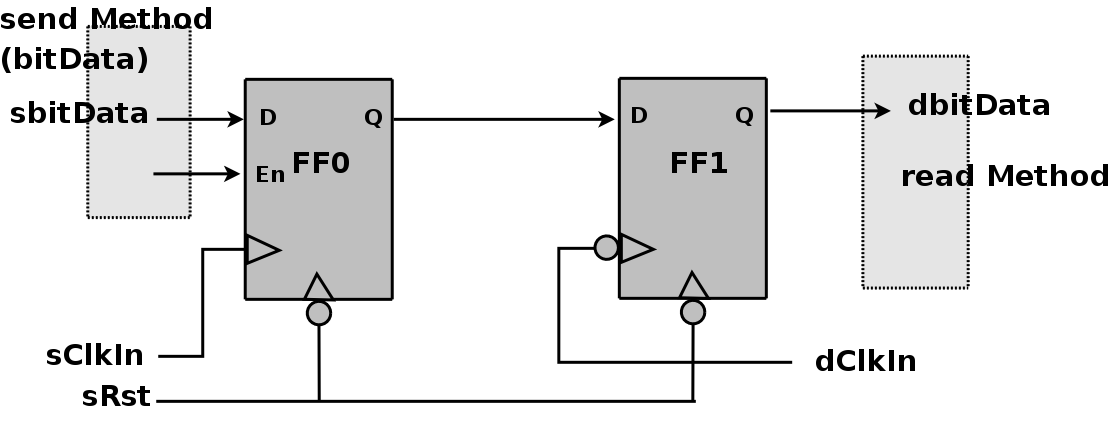 send Method
(bitData)
sbitData
D Q
En FF0
D Q
FF1
dbitData
read Method
sClkIn
sRst
dClkIn